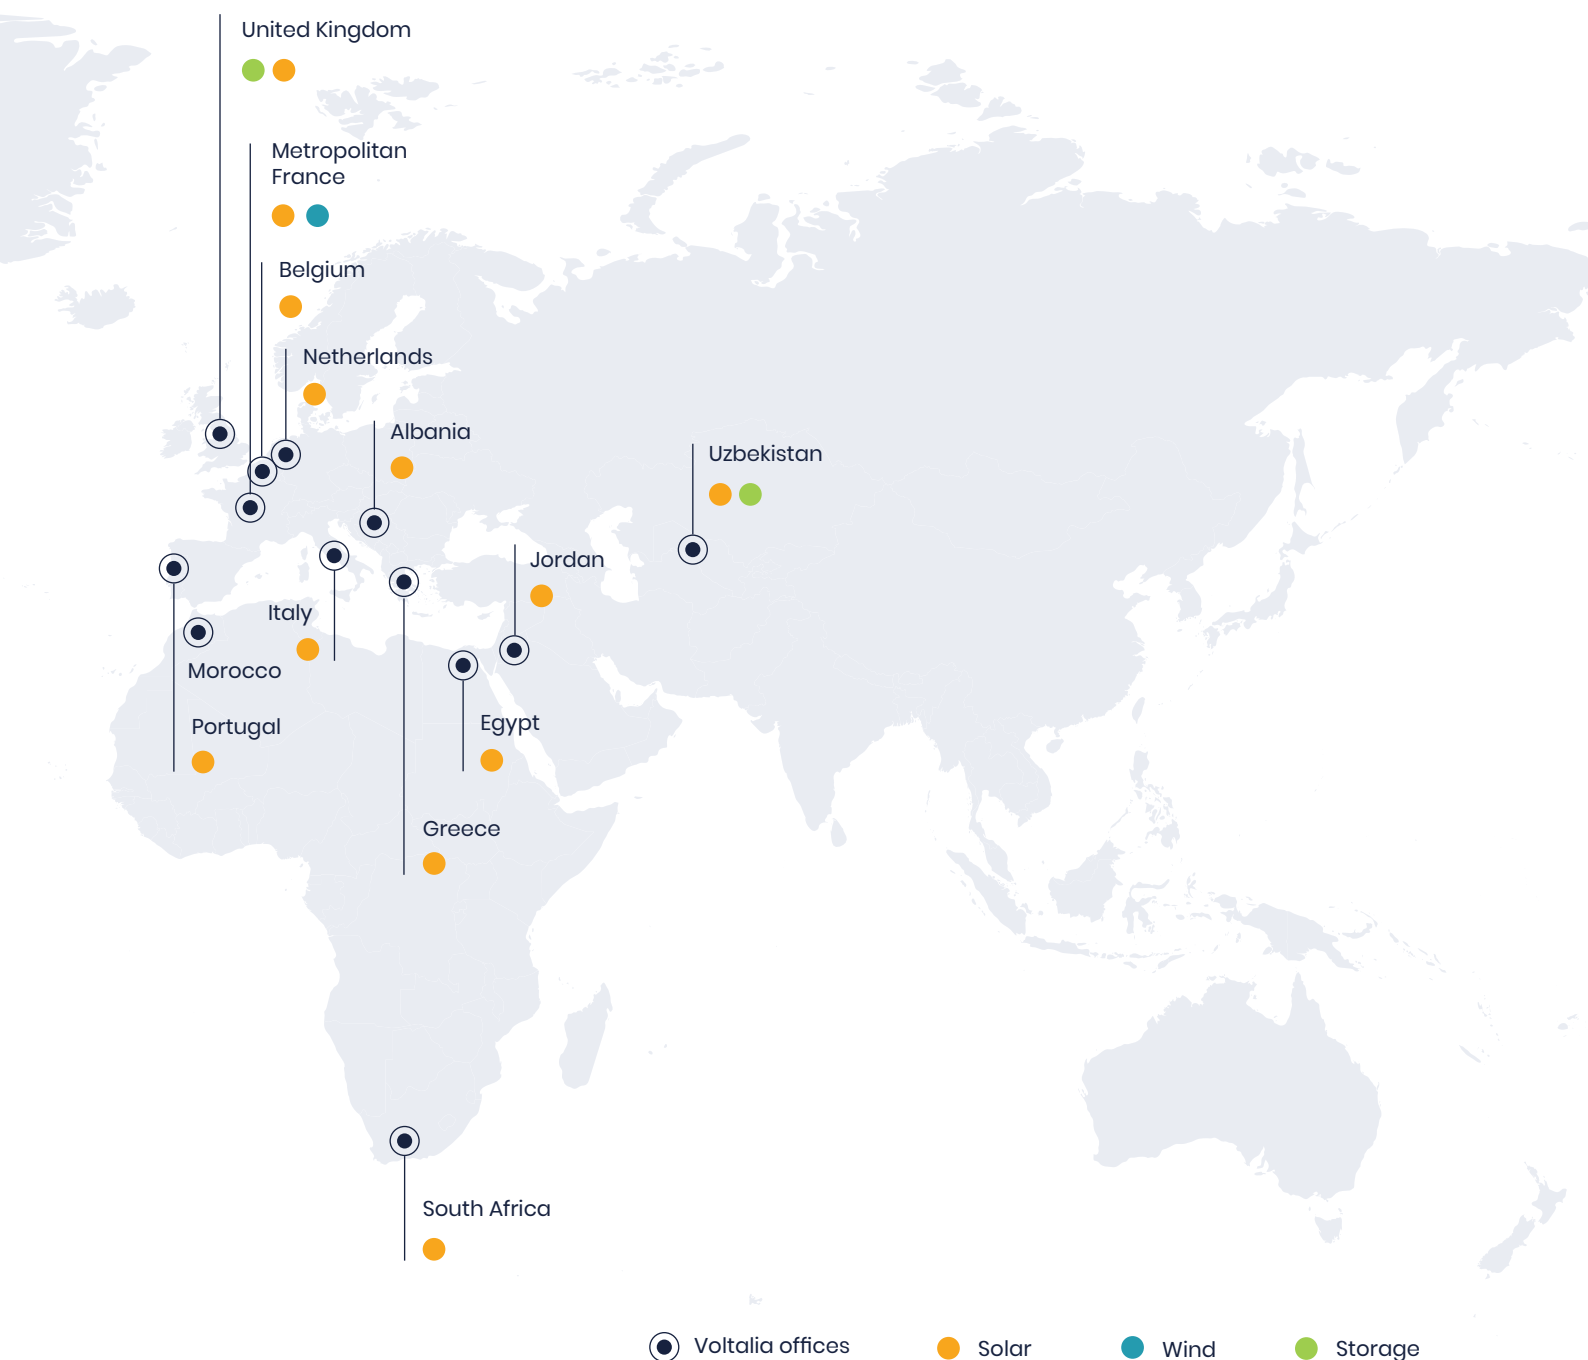 United Kingdom
Metropolitan
France
Belgium
Netherlands
Albania
Uzbekistan
Jordan
Italy
Morocco
Portugal
Egypt
Greece
South Africa
Voltalia offices
Solar
Wind
Storage